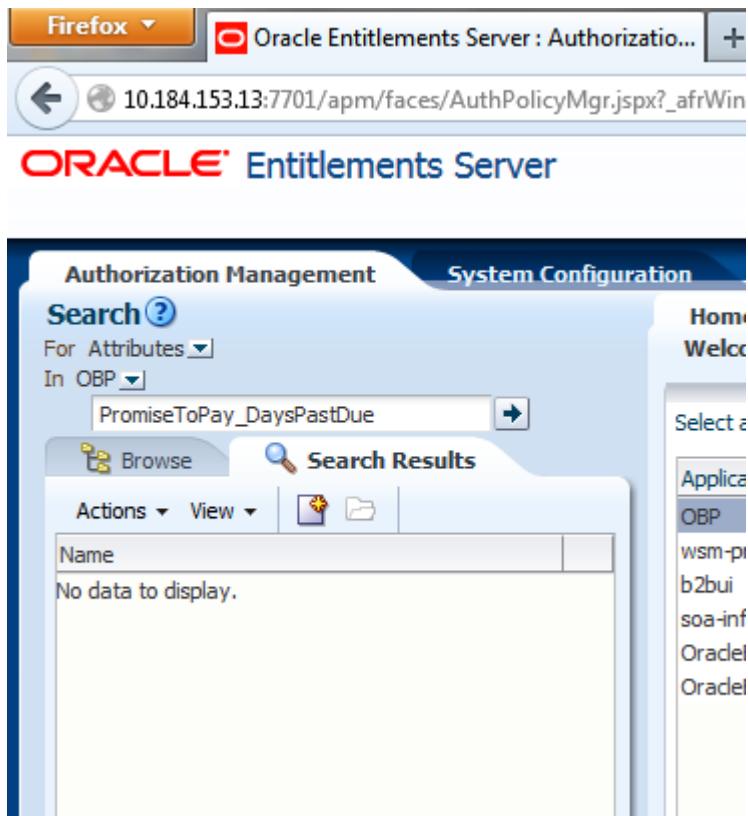 Firefox
Oracle Entitlements Server : Authorizatio...
10.184.153.13:7701/apm/faces/AuthPolicyMgr.jspx?_afrWin
ORACLE Entitlements Server
Authorization Management
System Configuration
Search
For Attributes
In OBP
PromiseToPay_DaysPastDue
Browse
Search Results
Actions View
Name
No data to display.
Home
Welco
Select a
Applica
OBP
wsm-p
b2bui
soa-inf
Oracle
Oracle